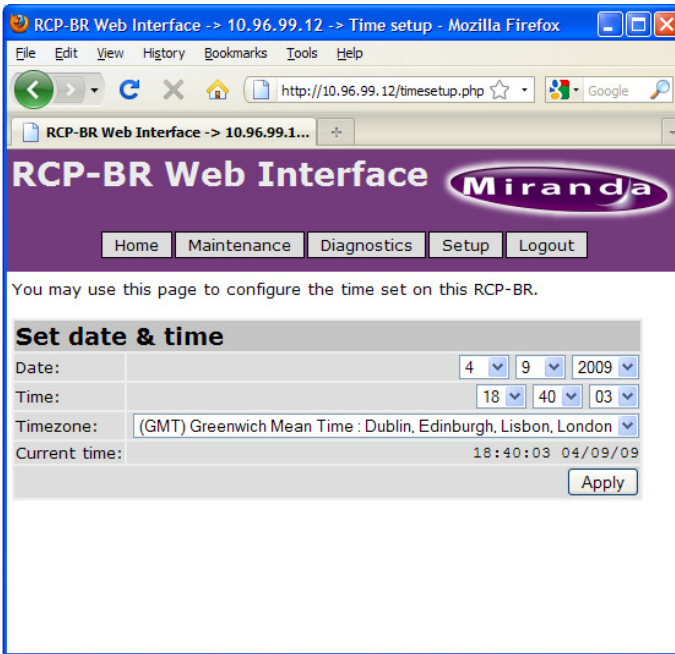 RCP-BR Web Interface -> 10.96.99.12 -> Time setup - Mozilla Firefox
File Edit View History Bookmarks Tools Help
http://10.96.99.12/timesetup.php Google
RCP-BR Web Interface -> 10.96.99.1...
RCP-BR Web Interface Miranda
Home Maintenance Diagnostics Setup Logout
You may use this page to configure the time set on this RCP-BR.
Set date & time
Date: 4 9 2009
Time: 18 40 03
Timezone: (GMT) Greenwich Mean Time : Dublin, Edinburgh, Lisbon, London
Current time: 18:40:03 04/09/09
Apply